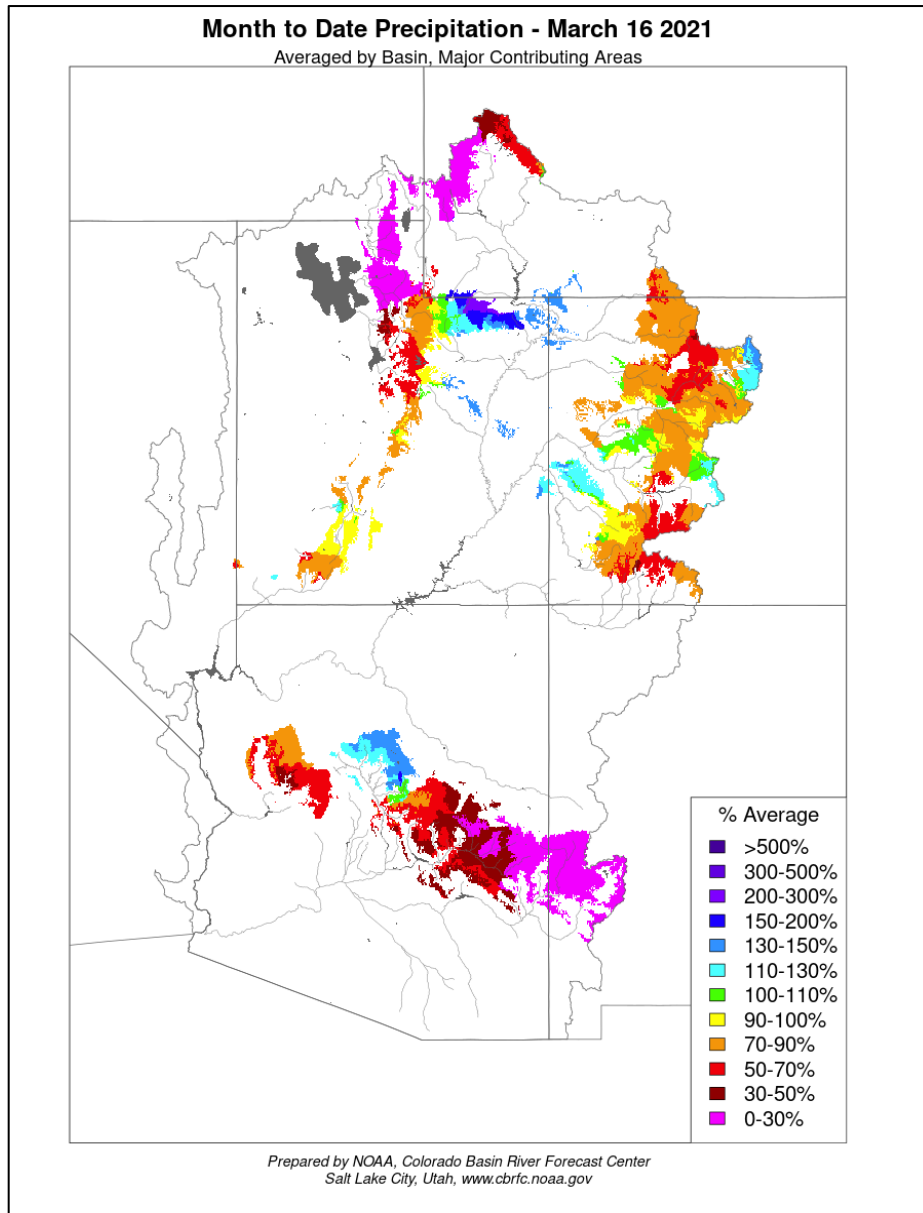 Month to Date Precipitation - March 16 2021
Averaged by Basin, Major Contributing Areas
% Average
>500%
300-500%
200-300%
150-200%
130-150%
110-130%
100-110%
90-100%
70-90%
50-70%
30-50%
0-30%
Prepared by NOAA, Colorado Basin River Forecast Center
Salt Lake City, Utah, www.cbrfc.noaa.gov